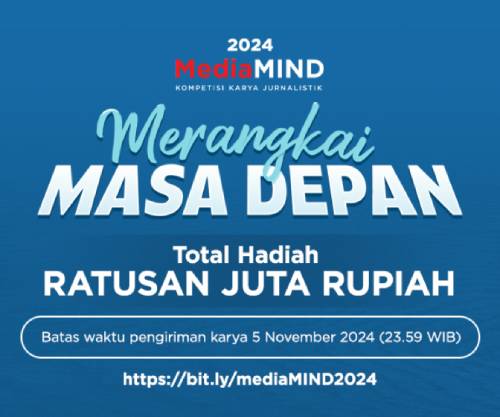 2024
MediaMIND
KOMPETISI KARYA JURNALISTIK
Merangkai
MASA DEPAN
Total Hadiah
RATUSAN JUTA RUPIAH
Batas waktu pengiriman karya 5 November 2024 (23.59 WIB)
https://bit.ly/mediaMIND2024